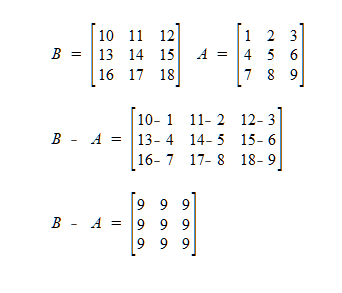 10 11 12 1 2 3
B = 13 14 15 A = 4 5 6
16 17 18 7 8 9
10- 1 11- 2 12- 3
B - A = 13- 4 14- 5 15- 6
16- 7 17- 8 18- 9
9 9 9
B - A = 9 9 9
9 9 9